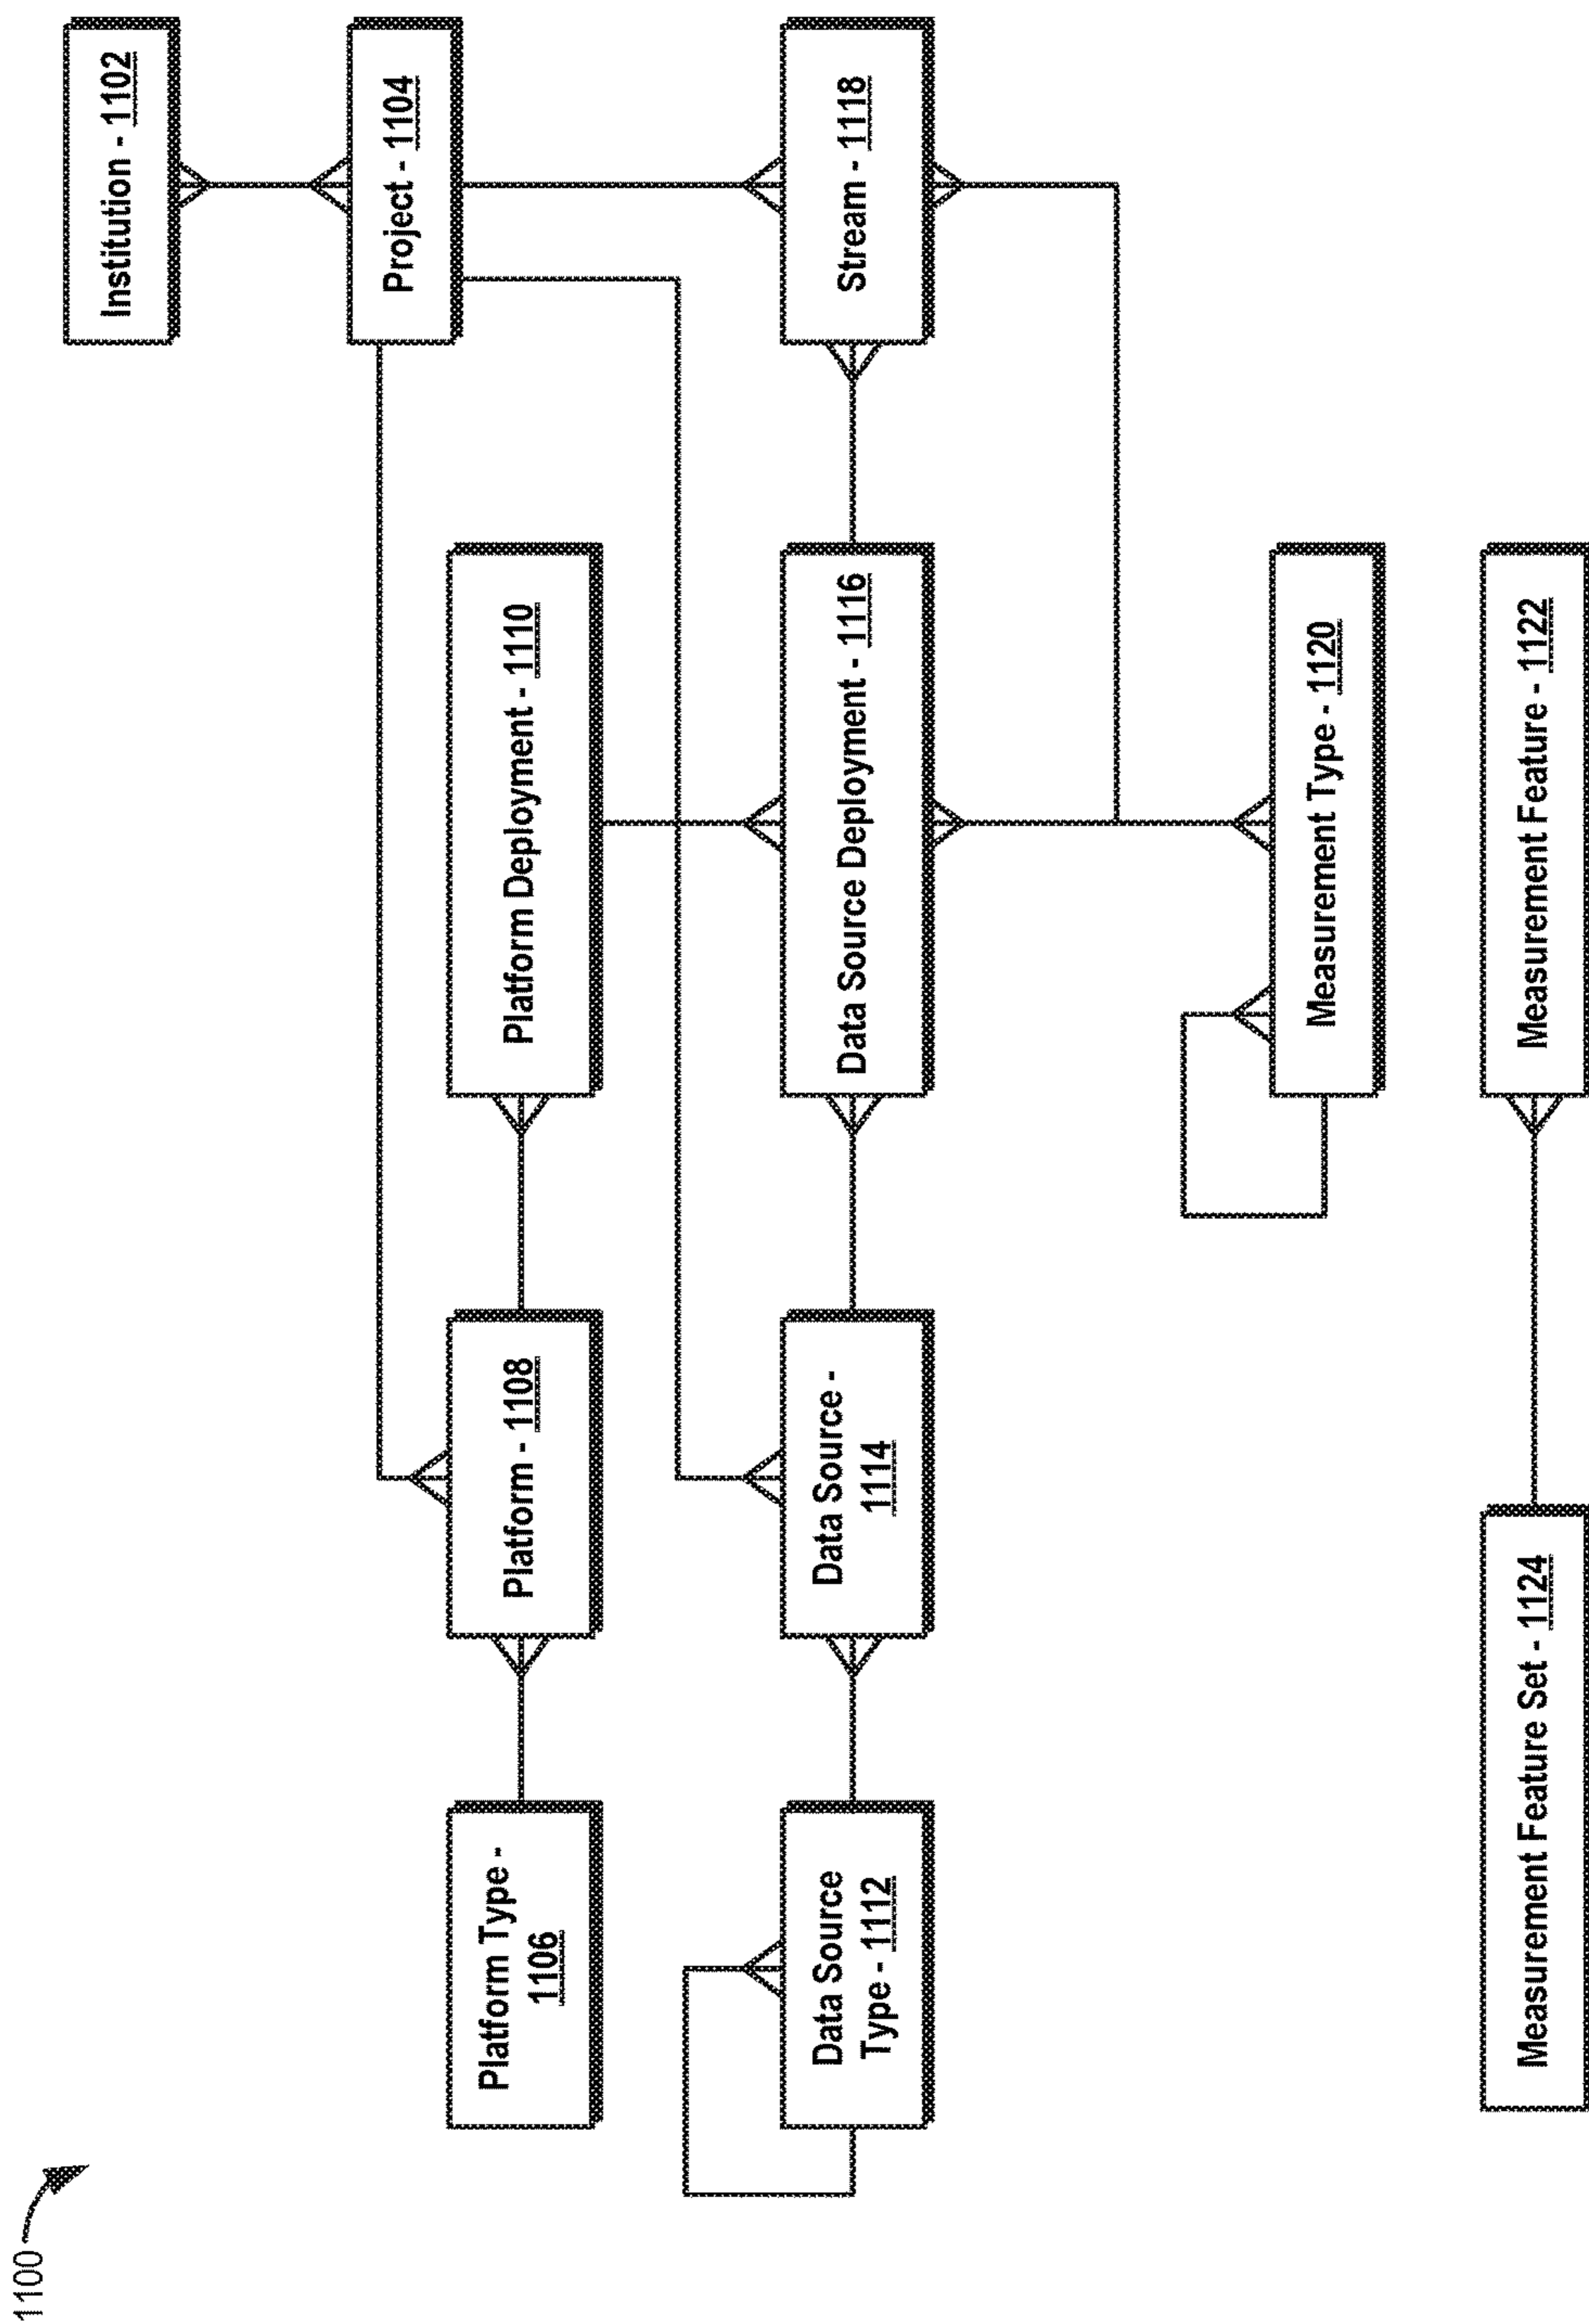 1100
Institution - 1102
Project - 1104
Platform Type -
1106
Platform - 1108
Platform Deployment - 1110
Data Source
Type - 1112
Data Source -
1114
Data Source Deployment - 1116
Stream - 1118
Measurement Type - 1120
Measurement Feature Set - 1124
Measurement Feature - 1122